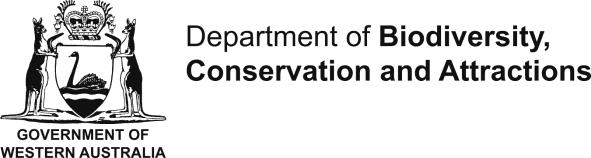 Department of Biodiversity,
Conservation and Attractions
GOVERNMENT OF
WESTERN AUSTRALIA